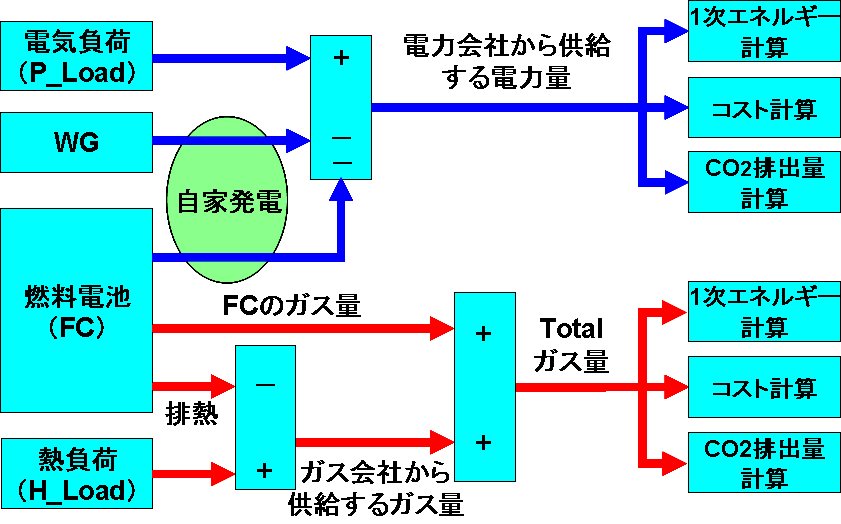 電気負荷
（P_Load）
WG
自家発電
燃料電池
（FC）
熱負荷
（H_Load）
+
－
－
電力会社から供給
する電力量
1次エネルギー
計算
コスト計算
CO2排出量
計算
FCのガス量
排熱
－
+
ガス会社から
供給するガス量
+
+
Total
ガス量
1次エネルギー
計算
コスト計算
CO2排出量
計算